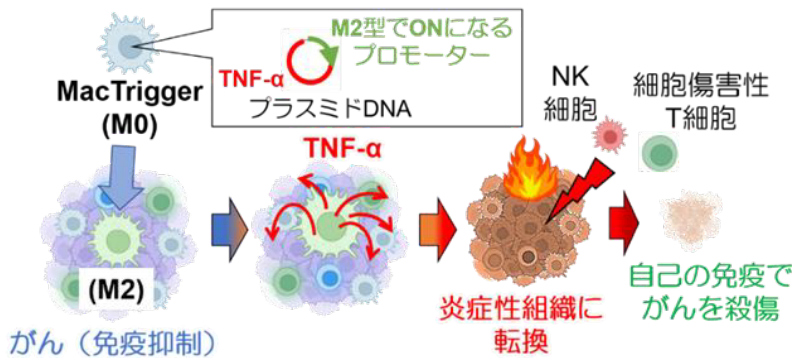 M2型でONになる
プロモーター
TNF-α
プラスミドDNA
MacTrigger
(M0)
NK
細胞
細胞傷害性
T細胞
TNF-α
(M2)
がん（免疫抑制）
炎症性組織に
転換
自己の免疫で
がんを殺傷